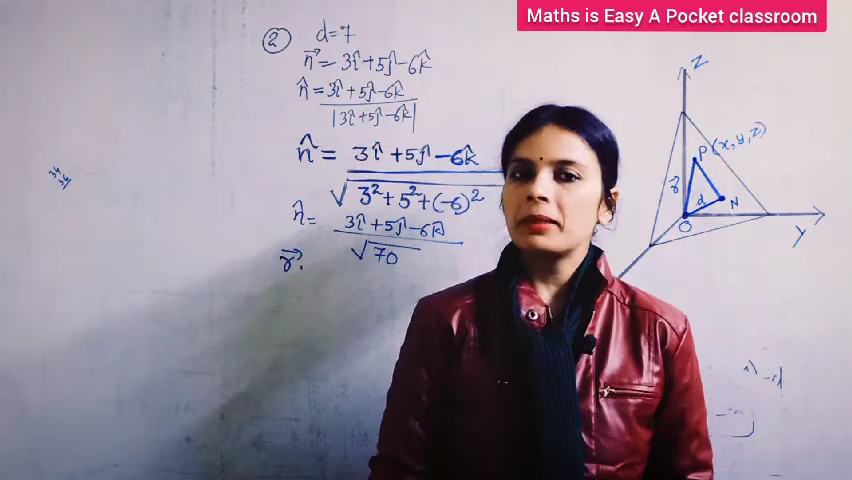 Maths is Easy A Pocket classroom
② d=7
n⃗ = 3î+5ĵ-6k̂
n̂ = 3î+5ĵ-6k̂
|3î+5ĵ-6k̂|
n̂ = 3î+5ĵ-6k̂
√3²+5²+(-6)²
n̂ = 3î+5ĵ-6k̂
√70
r⃗.
Z
P(x, y, z)
r⃗
d
N
O
Y